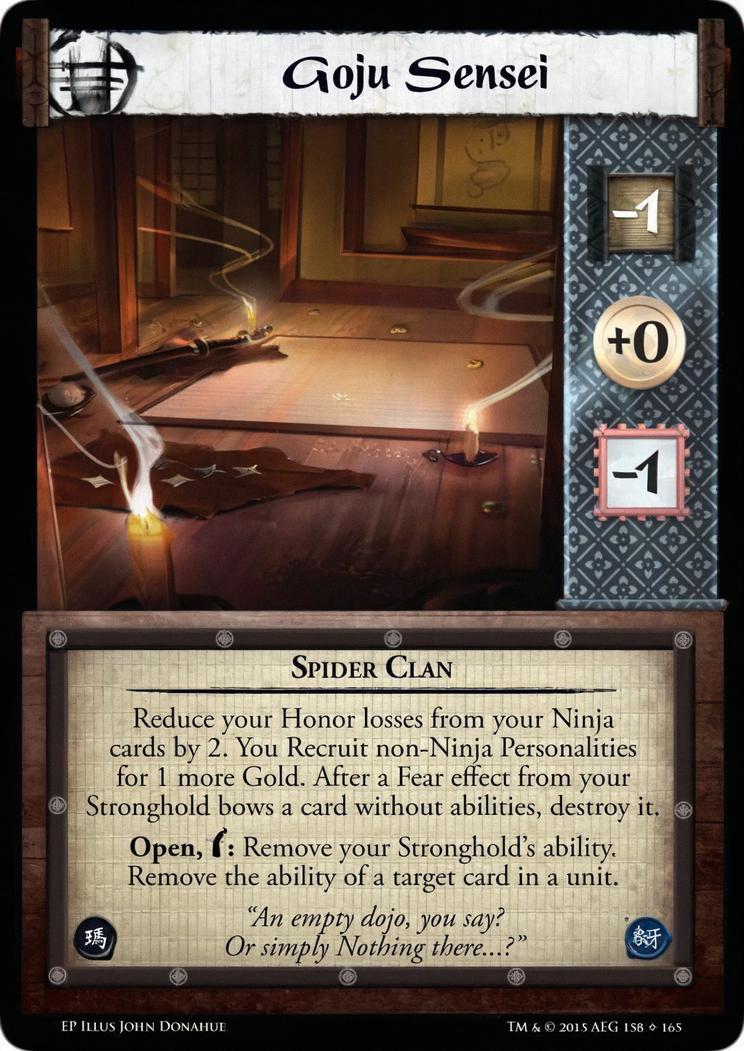 Goju Sensei
-1
+0
-1
Spider Clan
Reduce your Honor losses from your Ninja
cards by 2. You Recruit non-Ninja Personalities
for 1 more Gold. After a Fear effect from your
Stronghold bows a card without abilities, destroy it.
Open, : Remove your Stronghold's ability.
Remove the ability of a target card in a unit.
“An empty dojo, you say?
Or simply Nothing there...?”
瑪
EP Illus John Donahue
TM & © 2015 AEG 158 ⟡ 165